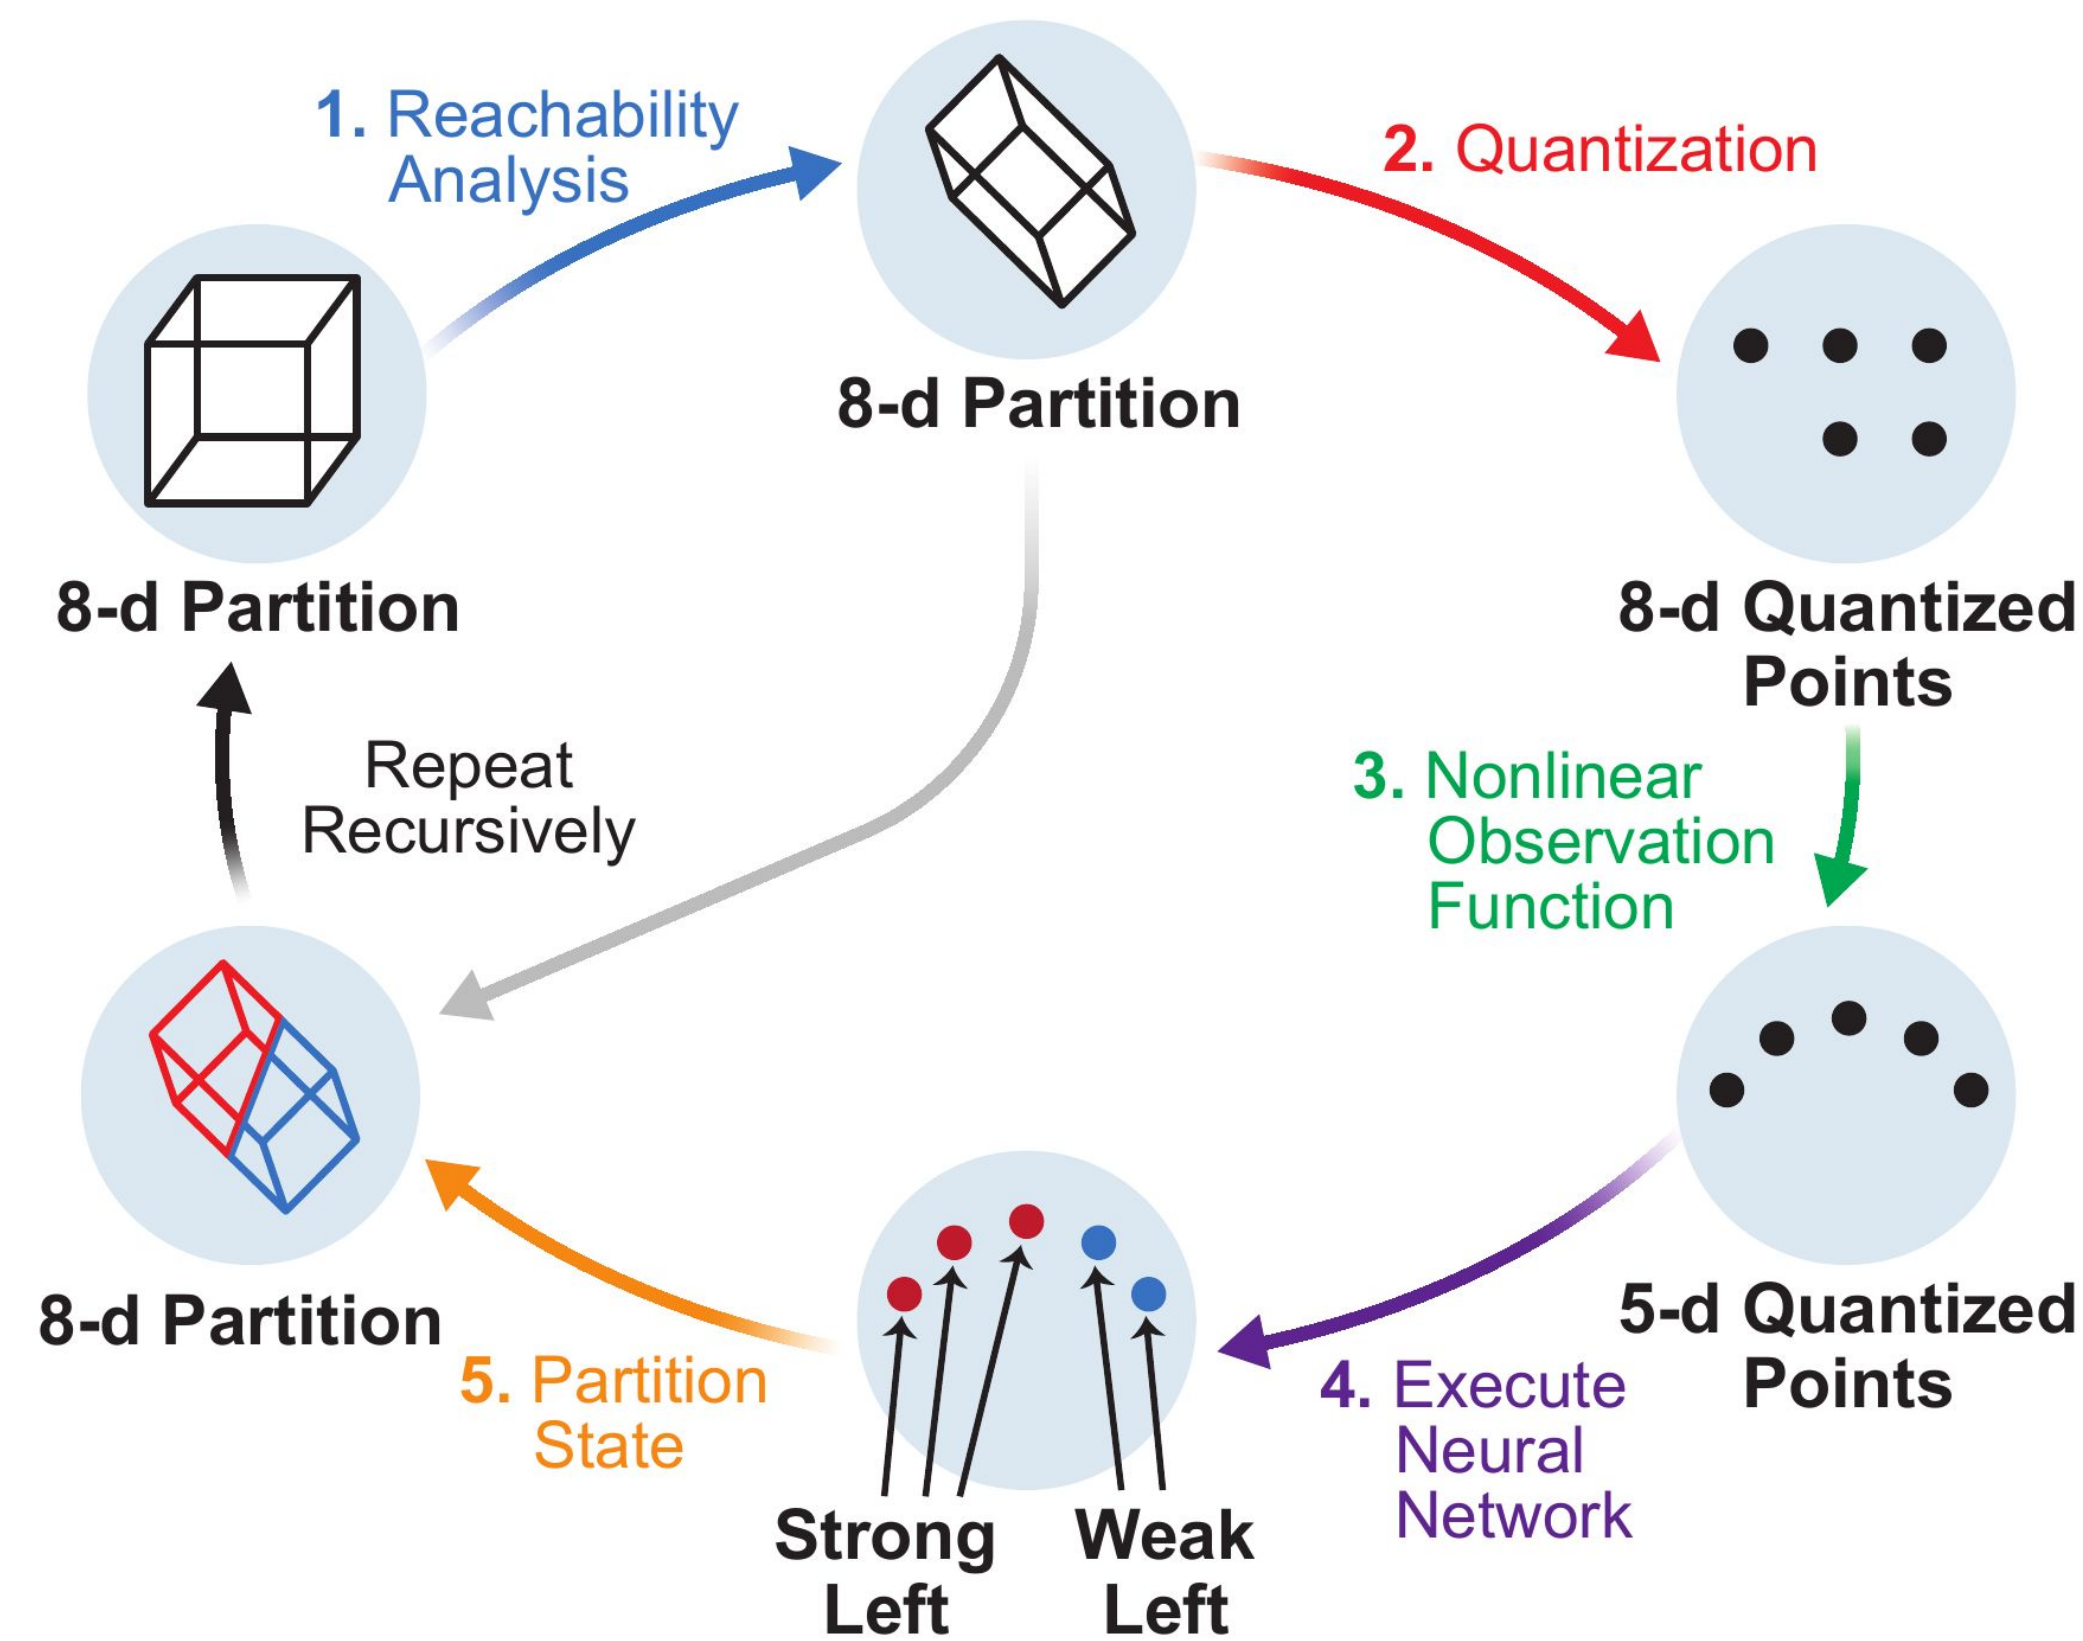 1. Reachability
Analysis
2. Quantization
8-d Partition
8-d Partition
8-d Quantized
Points
Repeat
Recursively
3. Nonlinear
Observation
Function
8-d Partition
5-d Quantized
Points
5. Partition
State
4. Execute
Neural
Network
Strong
Left
Weak
Left